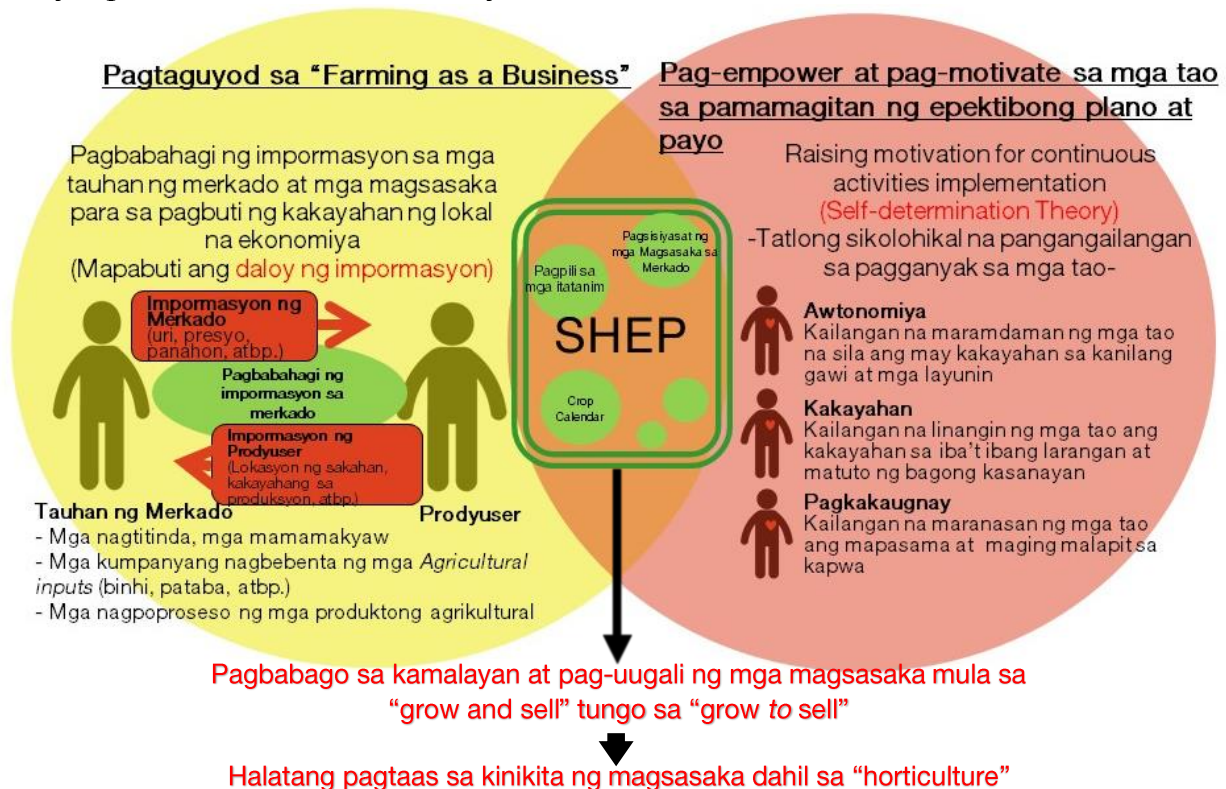 Pagtaguyod sa “Farming as a Business”
Pagbabahagi ng impormasyon sa mga
tauhan ng merkado at mga magsasaka
para sa pagbuti ng kakayahan ng lokal
na ekonomiya
(Mapabuti ang daloy ng impormasyon)
Impormasyon ng
Merkado
(uri, presyo,
panahon, atbp.)
Pagbabahagi ng
impormasyon sa
merkado
Impormasyon ng
Prodyuser
(Lokasyon ng sakahan,
kakayahang sa
produksyon, atbp.)
Tauhan ng Merkado
Prodyuser
- Mga nagtitinda, mga mamamakyaw
- Mga kumpanyang nagbebenta ng mga Agricultural
inputs (binhi, pataba, atbp.)
- Mga nagpoproseso ng mga produktong agrikultural
Pagsisiyasat ng
mga Magsasaka sa
Merkado
Pagpili sa
mga itatanim
SHEP
Crop
Calendar
Pag-empower at pag-motivate sa mga tao
sa pamamagitan ng epektibong plano at
payo
Raising motivation for continuous
activities implementation
(Self-determination Theory)
-Tatlong sikolohikal na pangangailangan
sa pagganyak sa mga tao-
Awtonomiya
Kailangan na maramdaman ng mga tao
na sila ang may kakayahan sa kanilang
gawi at mga layunin
Kakayahan
Kailangan na linangin ng mga tao ang
kakayahan sa iba’t ibang larangan at
matuto ng bagong kasanayan
Pagkakaugnay
Kailangan na maranasan ng mga tao
ang mapasama at maging malapit sa
kapwa
Pagbabago sa kamalayan at pag-uugali ng mga magsasaka mula sa
“grow and sell” tungo sa “grow to sell”
Halatang pagtaas sa kinikita ng magsasaka dahil sa “horticulture”